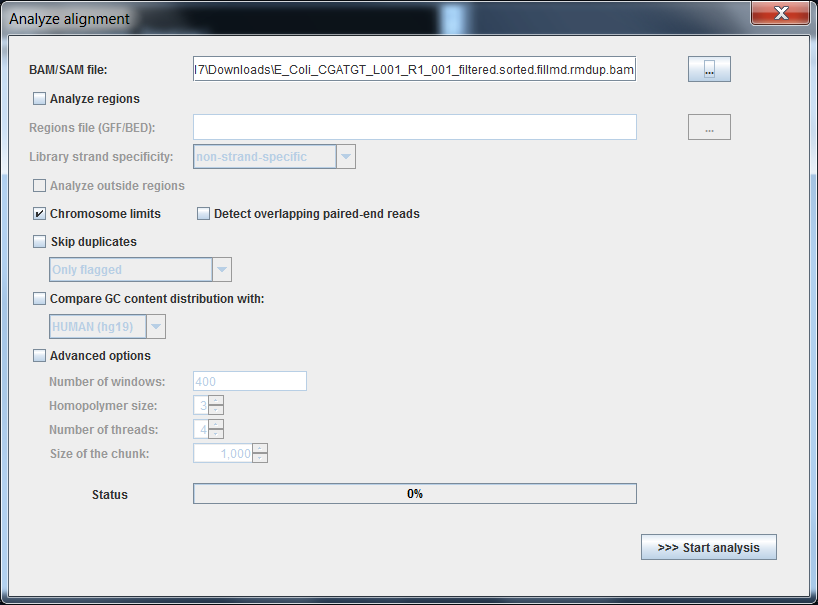 Analyze alignment
BAM/SAM file: I7\Downloads\E_Coli_CGATGT_L001_R1_001_filtered.sorted.fillmd.rmdup.bam ...
Analyze regions
Regions file (GFF/BED): ...
Library strand specificity: non-strand-specific
Analyze outside regions
Chromosome limits Detect overlapping paired-end reads
Skip duplicates
Only flagged
Compare GC content distribution with:
HUMAN (hg19)
Advanced options
Number of windows: 400
Homopolymer size: 3
Number of threads: 4
Size of the chunk: 1,000
Status 0%
>>> Start analysis